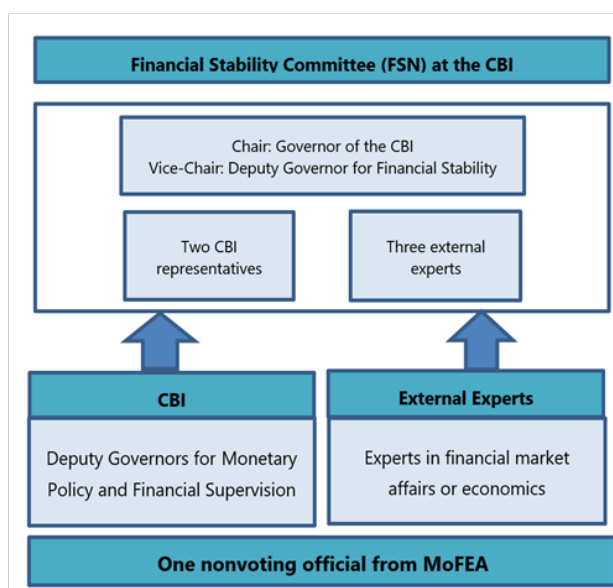 Financial Stability Committee (FSN) at the CBI
Chair: Governor of the CBI
Vice-Chair: Deputy Governor for Financial Stability
Two CBI
representatives
Three external
experts
CBI
Deputy Governors for Monetary
Policy and Financial Supervision
External Experts
Experts in financial market
affairs or economics
One nonvoting official from MoFEA